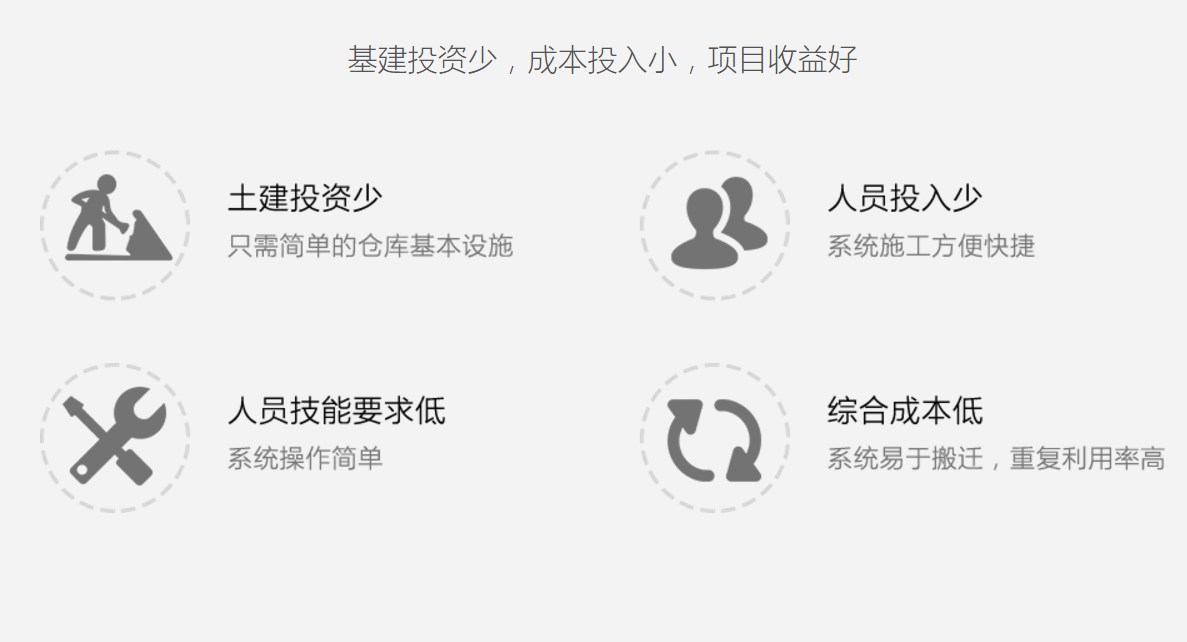 基建投资少，成本投入小，项目收益好
土建投资少
只需简单的仓库基本设施
人员投入少
系统施工方便快捷
人员技能要求低
系统操作简单
综合成本低
系统易于搬迁，重复利用率高